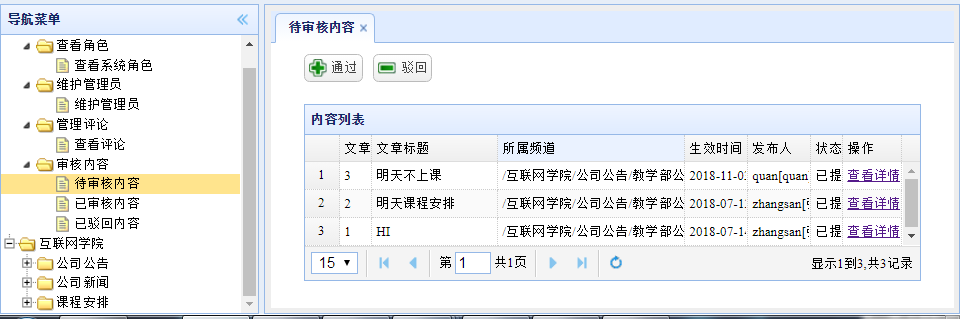 导航菜单
查看角色
查看系统角色
维护管理员
维护管理员
管理评论
查看评论
审核内容
待审核内容
已审核内容
已驳回内容
互联网学院
公司公告
公司新闻
课程安排
待审核内容
通过 驳回
内容列表
文章 文章标题 所属频道 生效时间 发布人 状态 操作
1 3 明天不上课 /互联网学院/公司公告/教学部公 2018-11-02 quan[quan 已提 查看详情
2 2 明天课程安排 /互联网学院/公司公告/教学部公 2018-07-1 zhangsan[ 已提 查看详情
3 1 HI /互联网学院/公司公告/教学部公 2018-07-14 zhangsan[ 已提 查看详情
15 第 1 共1页 显示1到3,共3记录